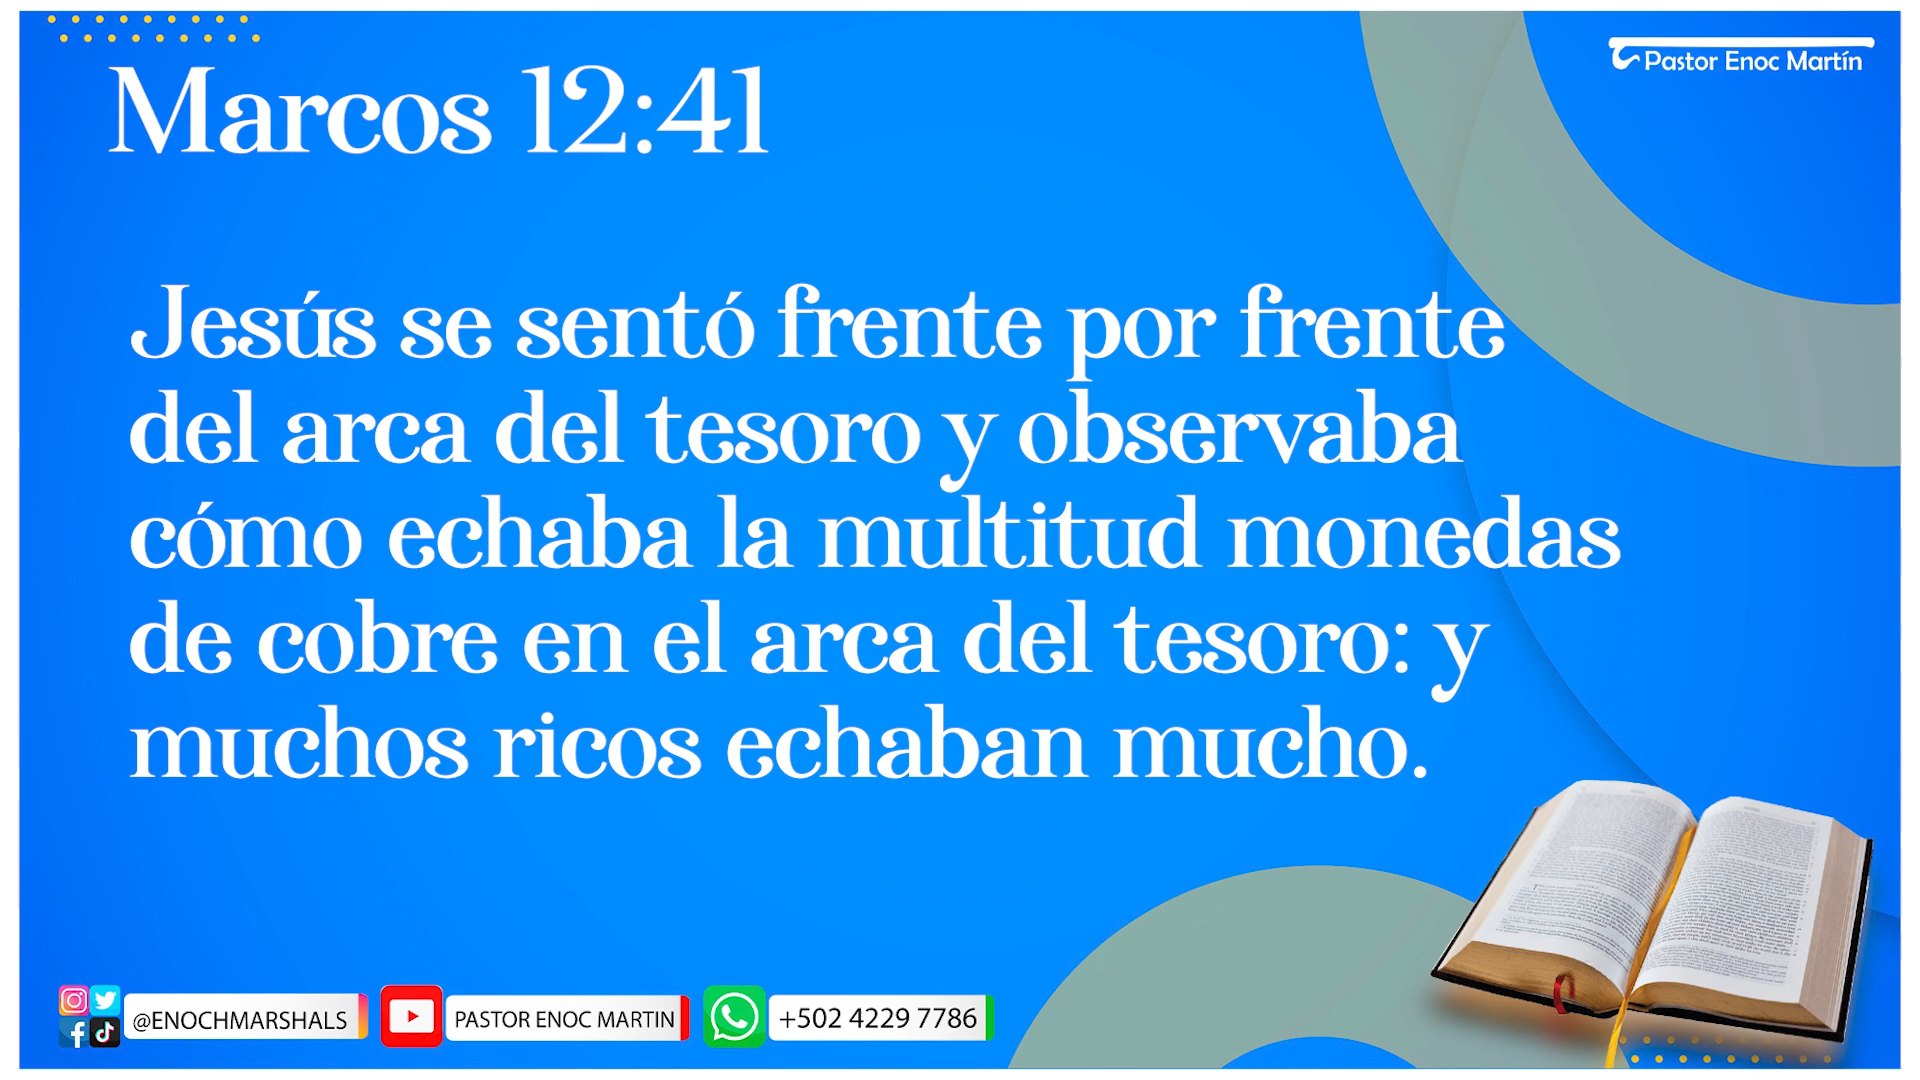 Pastor Enoc Martín
Marcos 12:41
Jesús se sentó frente por frente
del arca del tesoro y observaba
cómo echaba la multitud monedas
de cobre en el arca del tesoro: y
muchos ricos echaban mucho.
@ENOCHMARSHALS
PASTOR ENOC MARTIN
+502 4229 7786